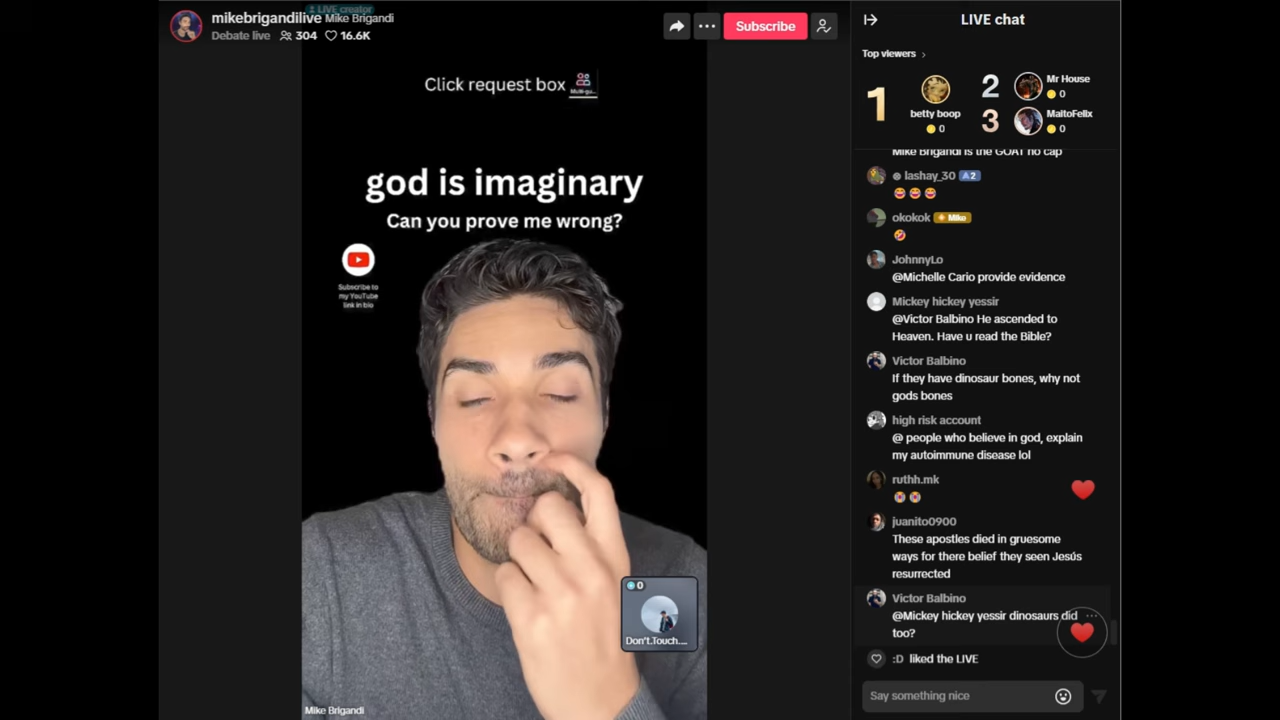 LIVE creator
mikebrigandilive Mike Brigandi
Debate live 304 16.6K
Subscribe
Click request box
god is imaginary
Can you prove me wrong?
Subscribe to
my YouTube
link in bio
0
Don't.Touch....
Mike Brigandi
LIVE chat
Top viewers
1
betty boop
0
2
Mr House
0
3
MaltoFelix
0
Mike Brigandi is the GOAT no cap
lashay_30 2
😂😂😂
okokok Mike
🤣
JohnnyLo
@Michelle Cario provide evidence
Mickey hickey yessir
@Victor Balbino He ascended to
Heaven. Have u read the Bible?
Victor Balbino
If they have dinosaur bones, why not
gods bones
high risk account
@ people who believe in god, explain
my autoimmune disease lol
ruthh.mk
😭😭
juanito0900
These apostles died in gruesome
ways for there belief they seen Jesús
resurrected
Victor Balbino
@Mickey hickey yessir dinosaurs did
too?
:D liked the LIVE
Say something nice